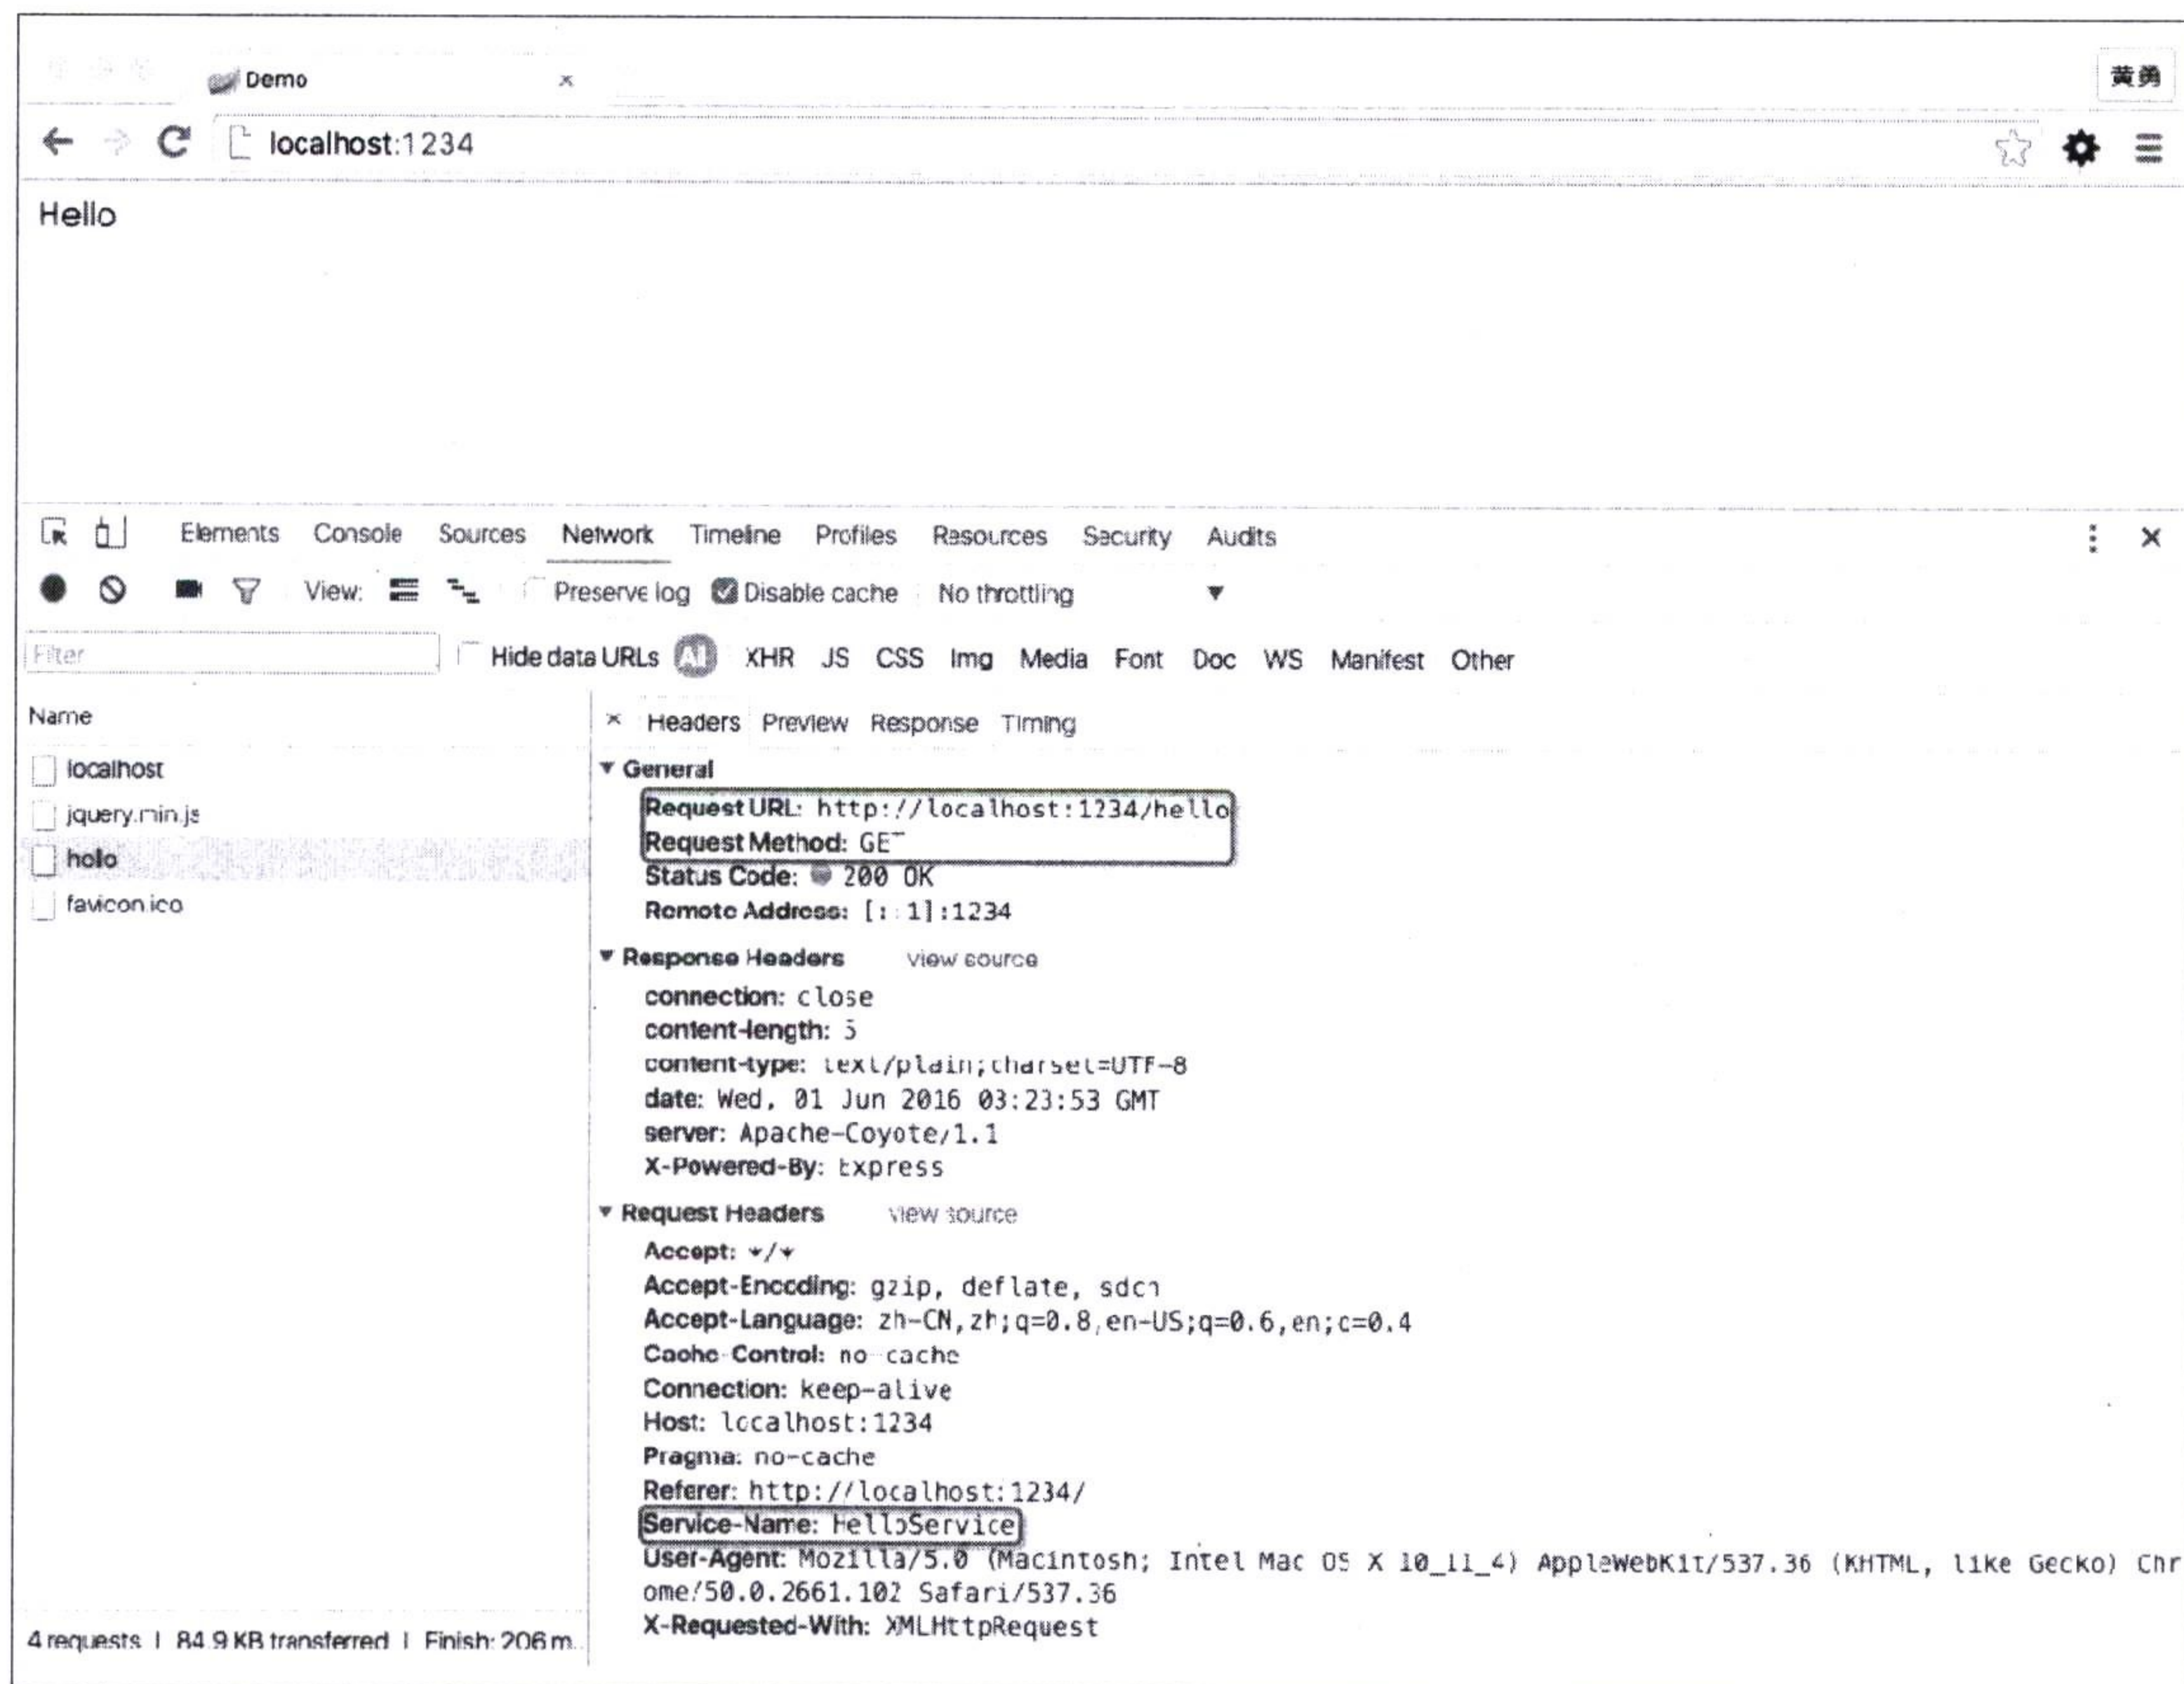 Demo ×
黄勇
localhost:1234
Hello
Elements Console Sources Network Timeline Profiles Resources Security Audits
View: Preserve log Disable cache No throttling
Filter Hide data URLs All XHR JS CSS Img Media Font Doc WS Manifest Other
Name
localhost
jquery.min.js
hello
favicon.ico
4 requests | 84.9 KB transferred | Finish: 206 m...
× Headers Preview Response Timing
General
Request URL: http://localhost:1234/hello
Request Method: GET
Status Code: 200 OK
Remote Address: [::1]:1234
Response Headers view source
connection: close
content-length: 5
content-type: text/plain;charset=UTF-8
date: Wed, 01 Jun 2016 03:23:53 GMT
server: Apache-Coyote/1.1
X-Powered-By: Express
Request Headers view source
Accept: */*
Accept-Encoding: gzip, deflate, sdch
Accept-Language: zh-CN,zh;q=0.8,en-US;q=0.6,en;q=0.4
Cache-Control: no-cache
Connection: keep-alive
Host: localhost:1234
Pragma: no-cache
Referer: http://localhost:1234/
Service-Name: HelloService
User-Agent: Mozilla/5.0 (Macintosh; Intel Mac OS X 10_11_4) AppleWebKit/537.36 (KHTML, like Gecko) Chr
ome/50.0.2661.102 Safari/537.36
X-Requested-With: XMLHttpRequest